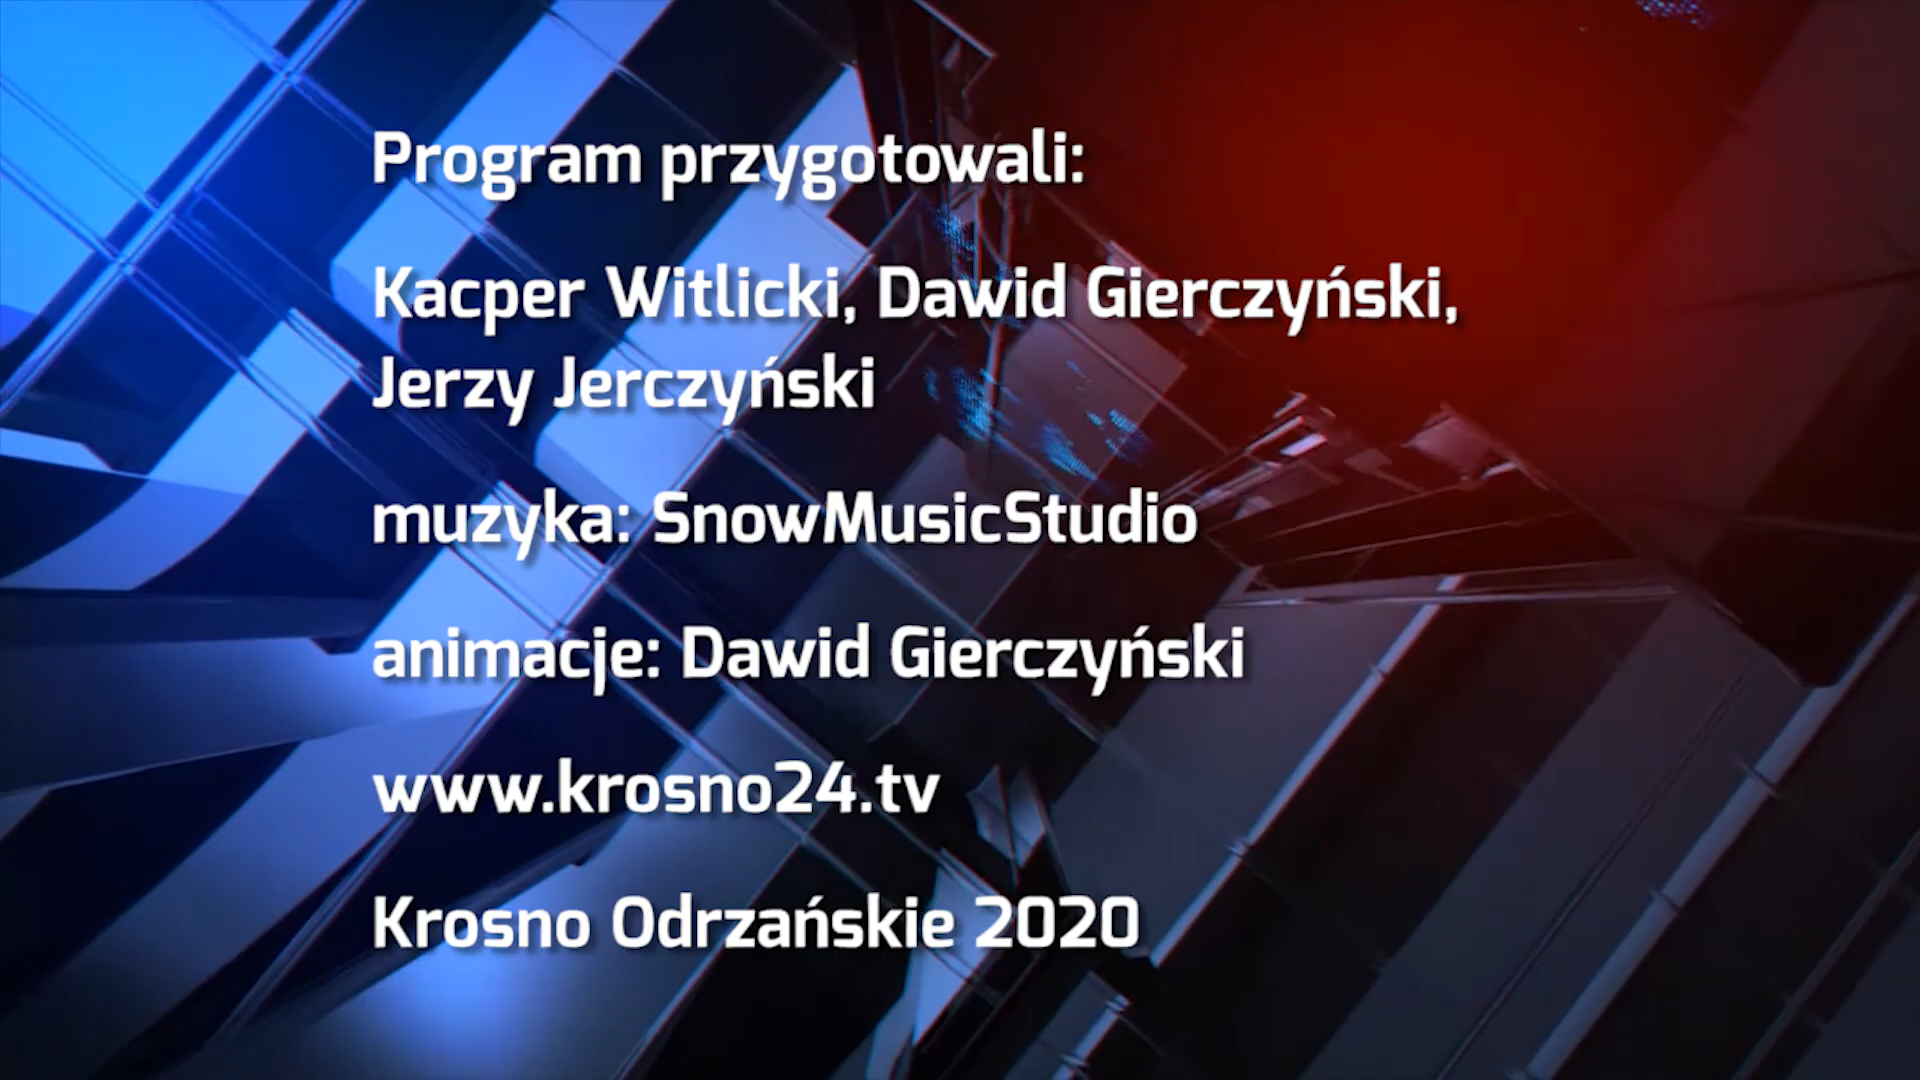 Program przygotowali:
Kacper Witlicki, Dawid Gierczyński,
Jerzy Jerczyński
muzyka: SnowMusicStudio
animacje: Dawid Gierczyński
www.krosno24.tv
Krosno Odrzańskie 2020